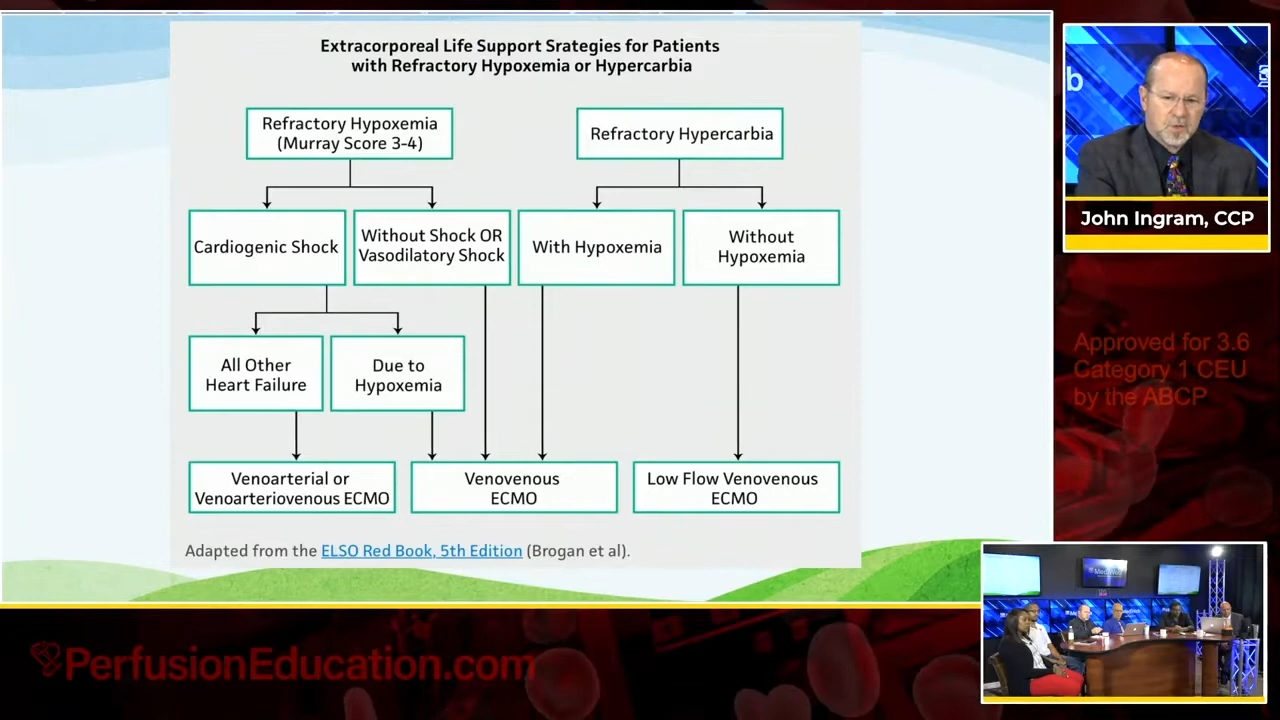 Extracorporeal Life Support Srategies for Patients
with Refractory Hypoxemia or Hypercarbia
Refractory Hypoxemia
(Murray Score 3-4)
Refractory Hypercarbia
Cardiogenic Shock
Without Shock OR
Vasodilatory Shock
With Hypoxemia
Without
Hypoxemia
All Other
Heart Failure
Due to
Hypoxemia
Venoarterial or
Venoarteriovenous ECMO
Venovenous
ECMO
Low Flow Venovenous
ECMO
Adapted from the ELSO Red Book, 5th Edition (Brogan et al).
b
John Ingram, CCP
Approved for 3.6
Category 1 CEU
by the ABCP
PerfusionEducation.com